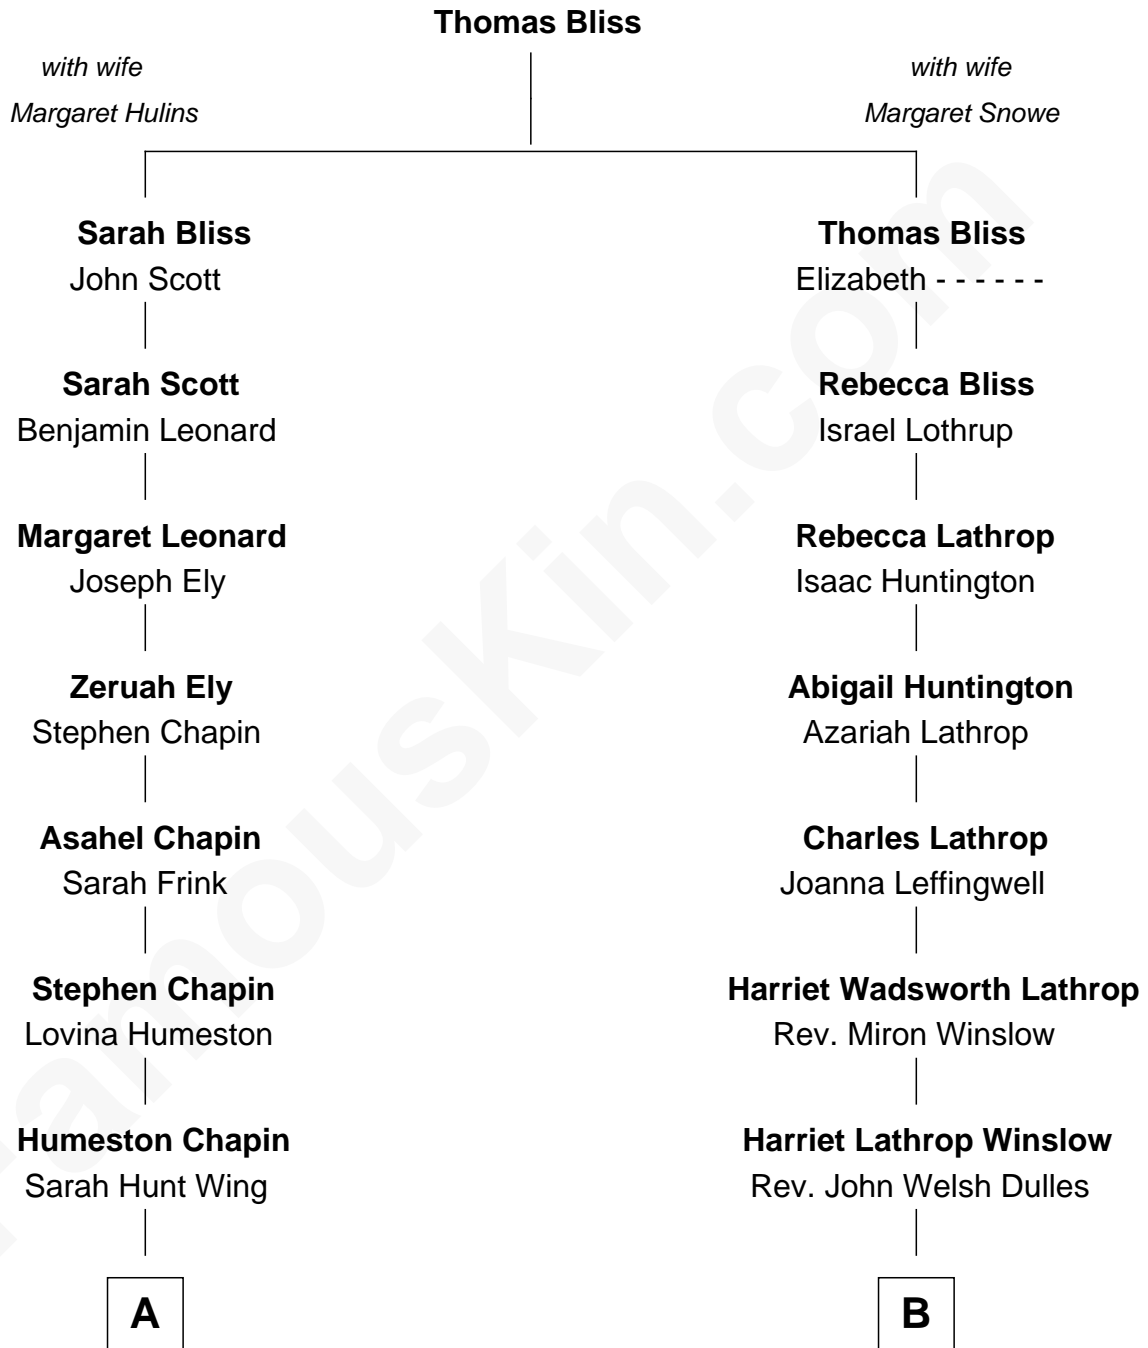 Thomas Bliss
with wife
Margaret Hulins
with wife
Margaret Snowe
Sarah Bliss
John Scott
Thomas Bliss
Elizabeth - - - - - -
Sarah Scott
Benjamin Leonard
Rebecca Bliss
Israel Lothrup
Margaret Leonard
Joseph Ely
Rebecca Lathrop
Isaac Huntington
Zeruah Ely
Stephen Chapin
Abigail Huntington
Azariah Lathrop
Asahel Chapin
Sarah Frink
Charles Lathrop
Joanna Leffingwell
Stephen Chapin
Lovina Humeston
Harriet Wadsworth Lathrop
Rev. Miron Winslow
Humeston Chapin
Sarah Hunt Wing
Harriet Lathrop Winslow
Rev. John Welsh Dulles
A
B
FamousKin.com